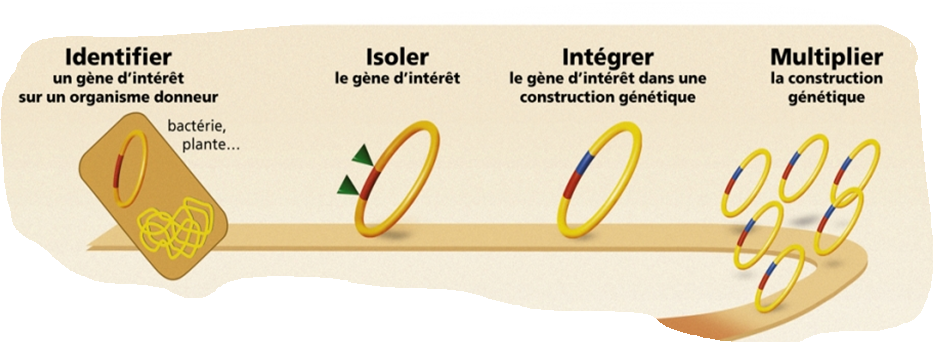 Identifier
un gène d'intérêt
sur un organisme donneur
bactérie,
plante...
Isoler
le gène d'intérêt
Intégrer
le gène d'intérêt dans une
construction génétique
Multiplier
la construction
génétique